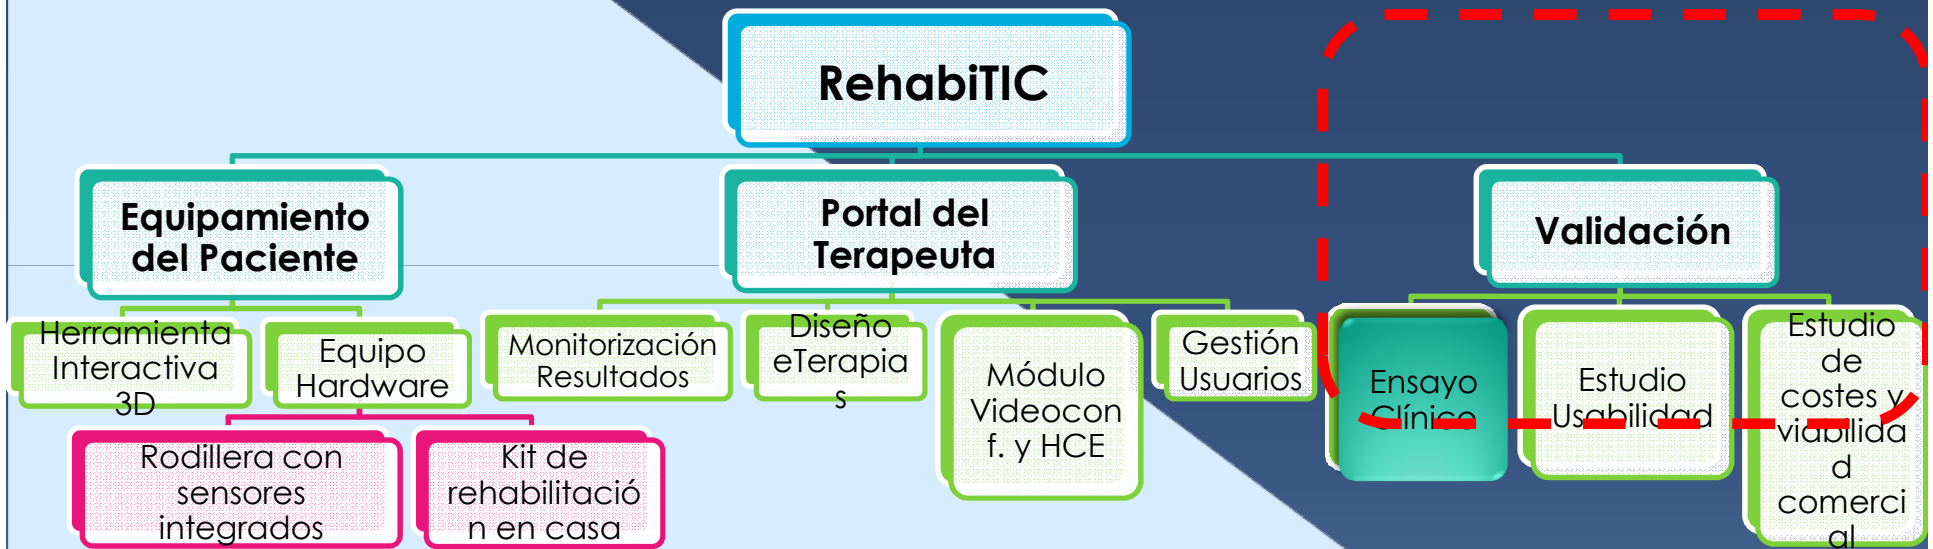 RehabiTIC
Equipamiento
del Paciente
Portal del
Terapeuta
Validación
Herramienta
Interactiva
3D
Equipo
Hardware
Monitorización
Resultados
Diseño
eTerapia
s
Módulo
Videocon
f. y HCE
Gestión
Usuarios
Ensayo
Clínico
Estudio
Usabilidad
Estudio
de
costes y
viabilida
d
comerci
al
Rodillera con
sensores
integrados
Kit de
rehabilitació
n en casa